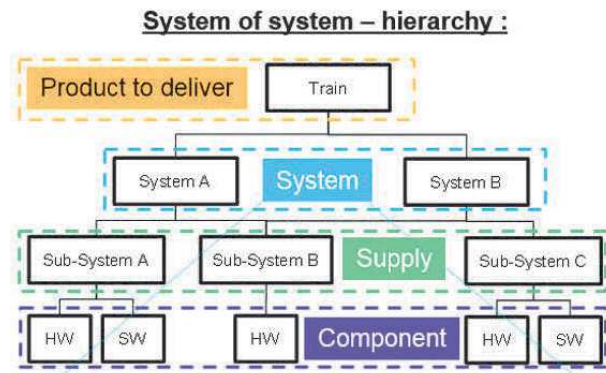 System of system – hierarchy :
Product to deliver
Train
System A
System
System B
Sub-System A
Sub-System B
Supply
Sub-System C
HW
SW
HW
Component
HW
SW